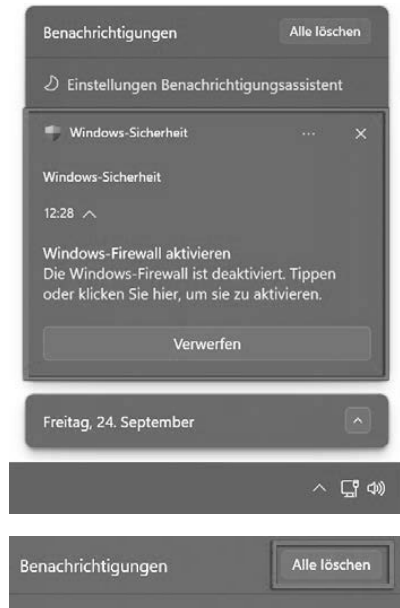 Benachrichtigungen Alle löschen
Einstellungen Benachrichtigungsassistent
Windows-Sicherheit
Windows-Sicherheit
12:28
Windows-Firewall aktivieren
Die Windows-Firewall ist deaktiviert. Tippen
oder klicken Sie hier, um sie zu aktivieren.
Verwerfen
Freitag, 24. September
Benachrichtigungen Alle löschen